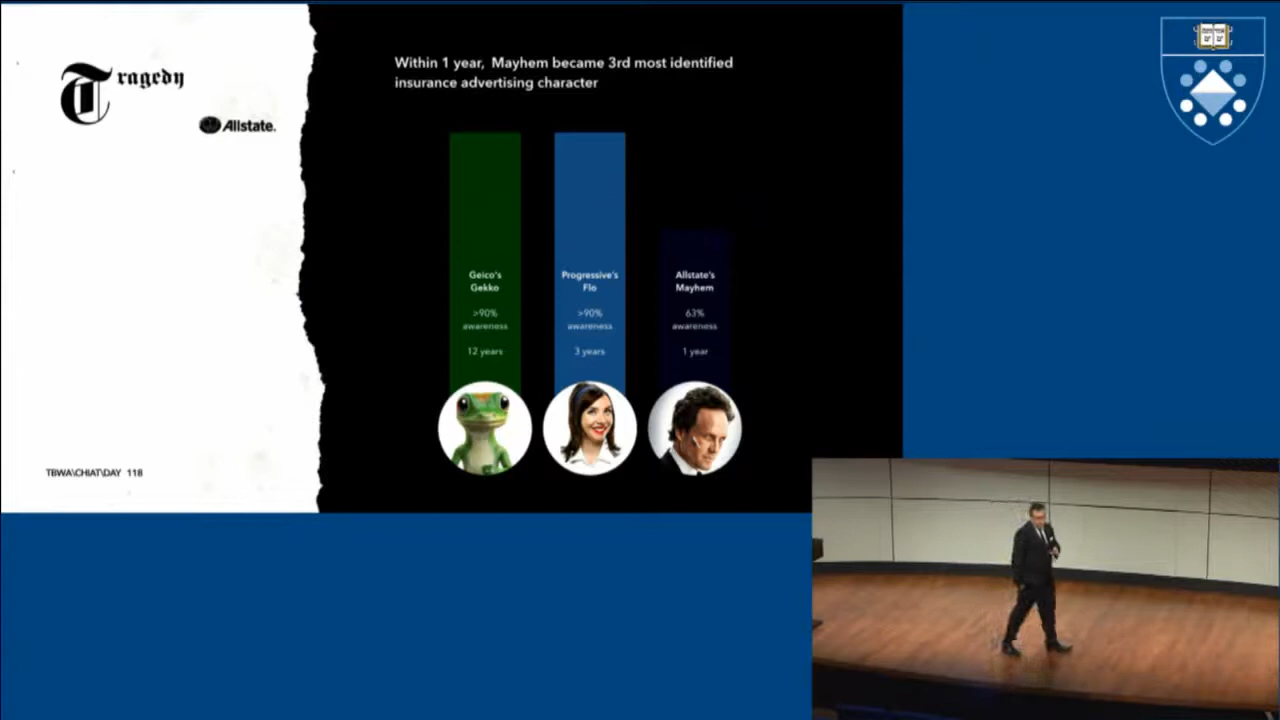 Tragedy
Allstate.
Within 1 year, Mayhem became 3rd most identified
insurance advertising character
Geico's
Gekko
>90%
awareness
12 years
Progressive's
Flo
>90%
awareness
3 years
Allstate's
Mayhem
63%
awareness
1 year
TBWA\CHIAT\DAY 118